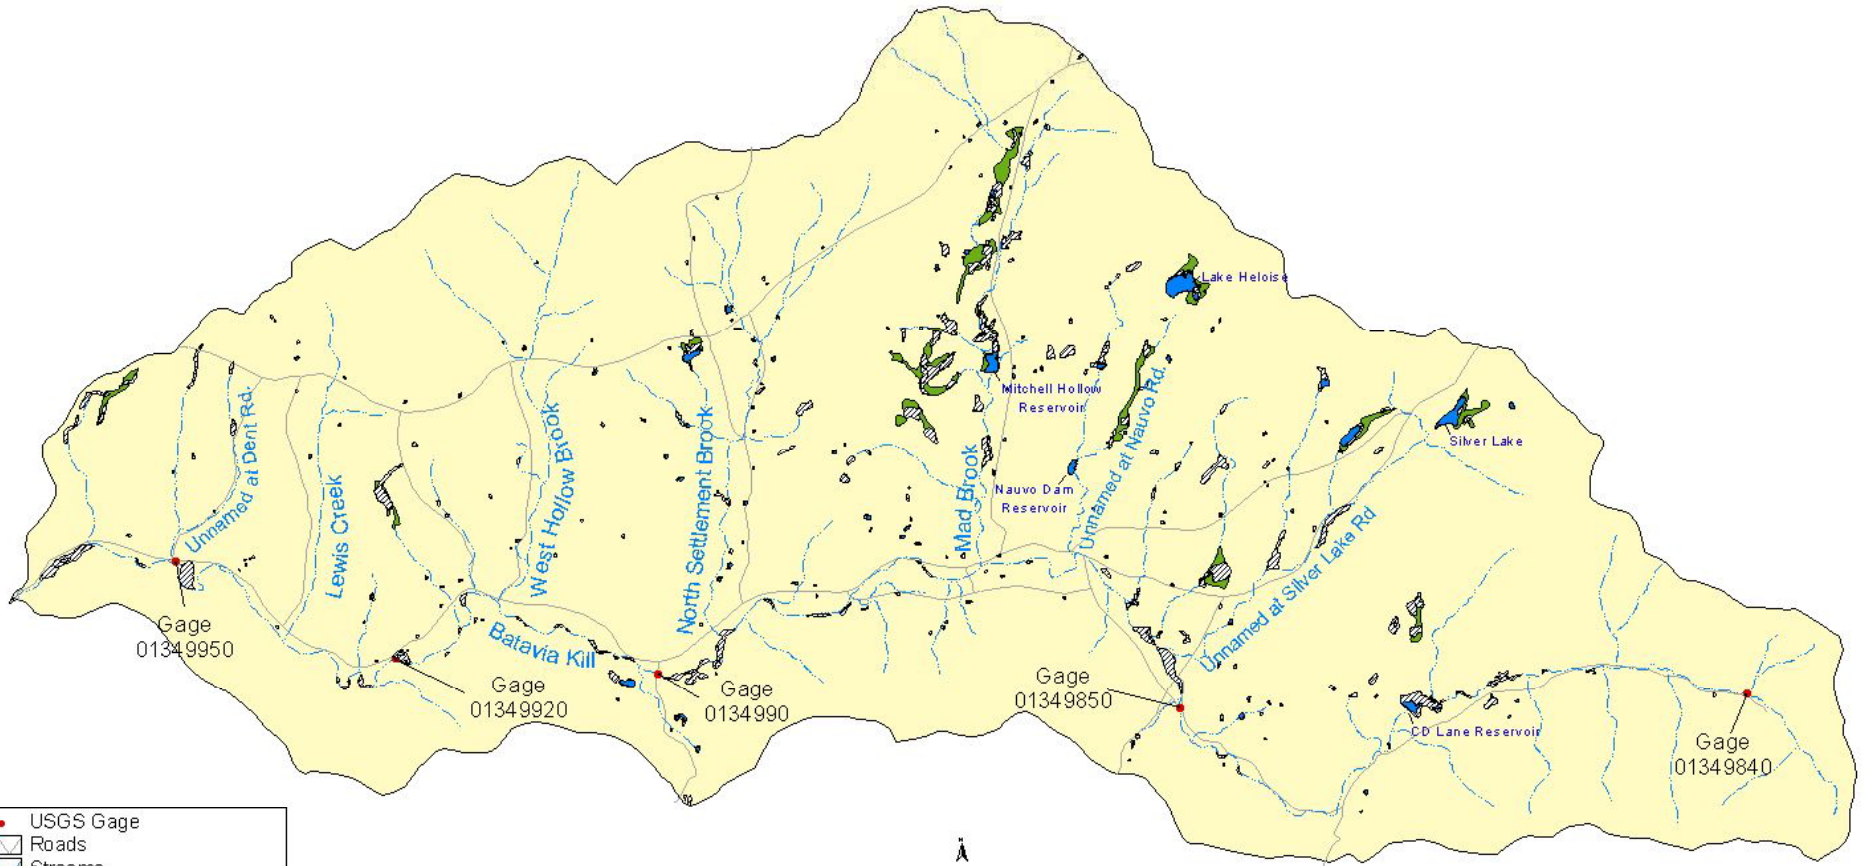 Lake Heloise
Mitchell Hollow
Reservoir
Silver Lake
Nauvo Dam
Reservoir
Unnamed at Nauvo Rd.
Unnamed at Dent Rd.
Lewis Creek
West Hollow Brook
North Settlement Brook
Mad Brook
Unnamed at Silver Lake Rd
Batavia Kill
Gage
01349950
Gage
01349920
Gage
0134990
Gage
01349850
CD Lane Reservoir
Gage
01349840
USGS Gage
Roads
Streams
N